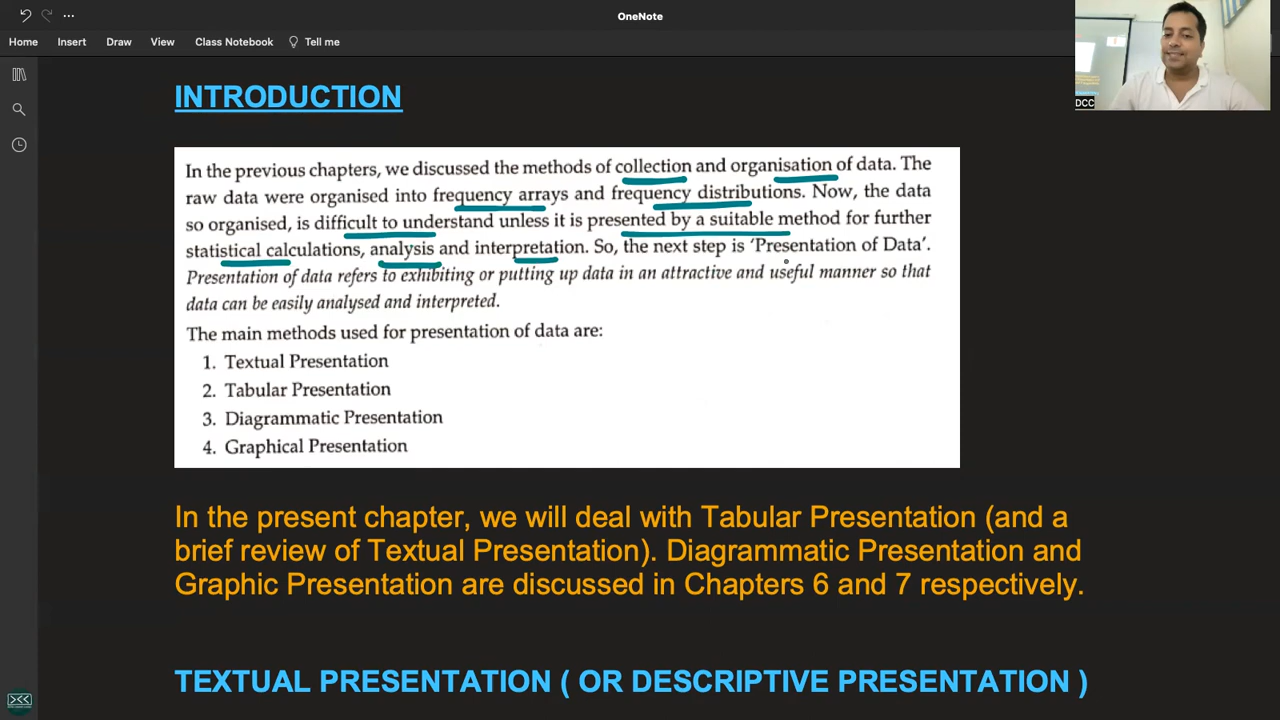 OneNote
Home Insert Draw View Class Notebook Tell me
DCC
INTRODUCTION
In the previous chapters, we discussed the methods of collection and organisation of data. The
raw data were organised into frequency arrays and frequency distributions. Now, the data
so organised, is difficult to understand unless it is presented by a suitable method for further
statistical calculations, analysis and interpretation. So, the next step is ‘Presentation of Data’.
Presentation of data refers to exhibiting or putting up data in an attractive and useful manner so that
data can be easily analysed and interpreted.
The main methods used for presentation of data are:
1. Textual Presentation
2. Tabular Presentation
3. Diagrammatic Presentation
4. Graphical Presentation
In the present chapter, we will deal with Tabular Presentation (and a
brief review of Textual Presentation). Diagrammatic Presentation and
Graphic Presentation are discussed in Chapters 6 and 7 respectively.
TEXTUAL PRESENTATION ( OR DESCRIPTIVE PRESENTATION )